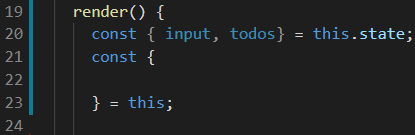 19 render() {
20 const { input, todos} = this.state;
21 const {
22
23 } = this;
24